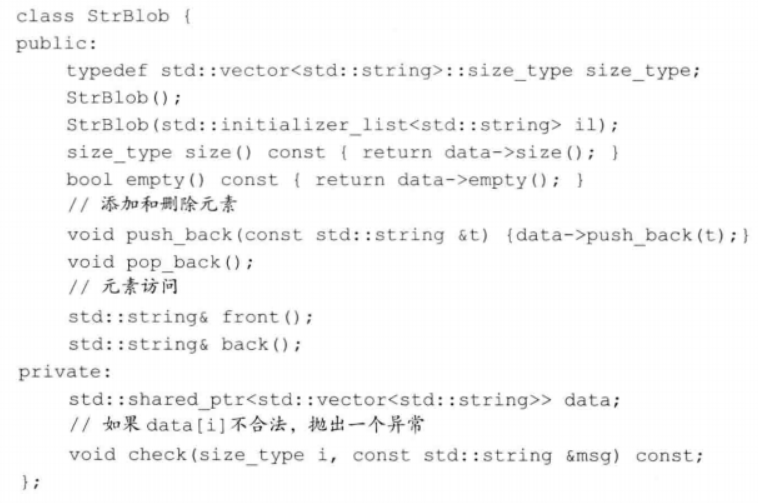 class StrBlob {
public:
    typedef std::vector<std::string>::size_type size_type;
    StrBlob();
    StrBlob(std::initializer_list<std::string> il);
    size_type size() const { return data->size(); }
    bool empty() const { return data->empty(); }
    // 添加和删除元素
    void push_back(const std::string &t) {data->push_back(t);}
    void pop_back();
    // 元素访问
    std::string& front();
    std::string& back();
private:
    std::shared_ptr<std::vector<std::string>> data;
    // 如果 data[i]不合法，抛出一个异常
    void check(size_type i, const std::string &msg) const;
};